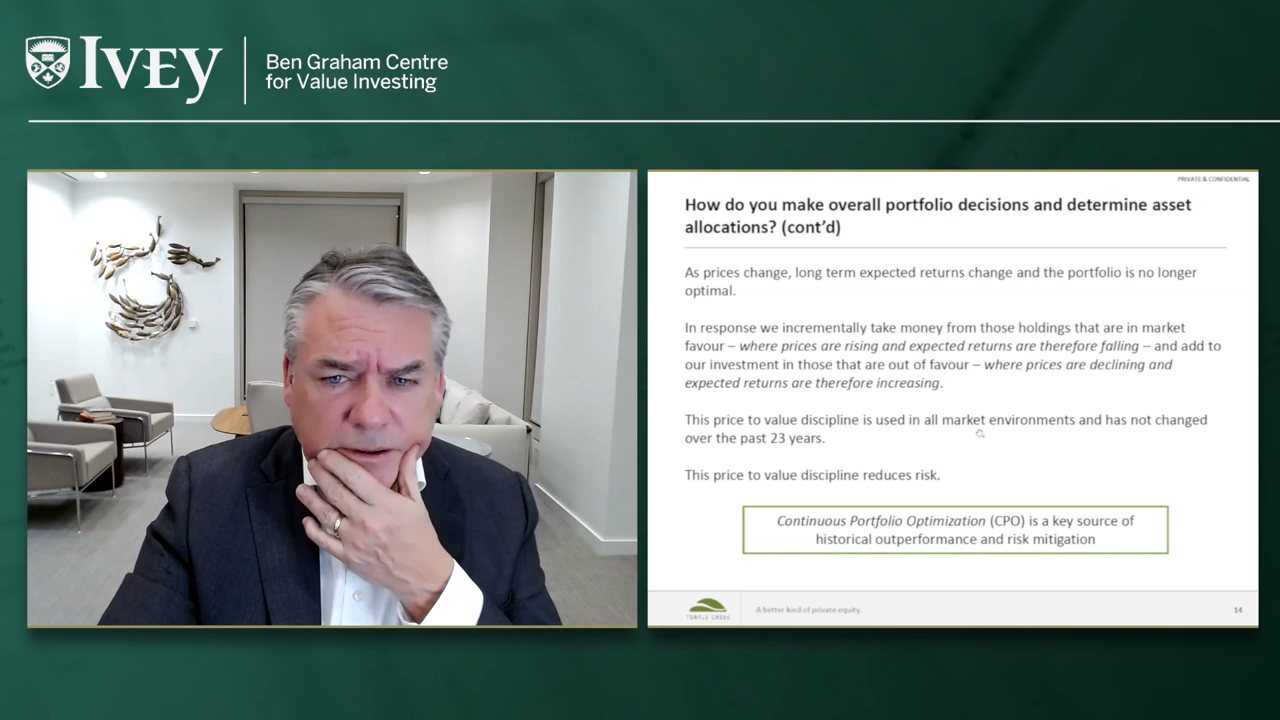 IVEY
Ben Graham Centre
for Value Investing
PRIVATE & CONFIDENTIAL
How do you make overall portfolio decisions and determine asset
allocations? (cont’d)
As prices change, long term expected returns change and the portfolio is no longer
optimal.
In response we incrementally take money from those holdings that are in market
favour – where prices are rising and expected returns are therefore falling – and add to
our investment in those that are out of favour – where prices are declining and
expected returns are therefore increasing.
This price to value discipline is used in all market environments and has not changed
over the past 23 years.
This price to value discipline reduces risk.
Continuous Portfolio Optimization (CPO) is a key source of
historical outperformance and risk mitigation
TURTLE CREEK
A better kind of private equity.
14